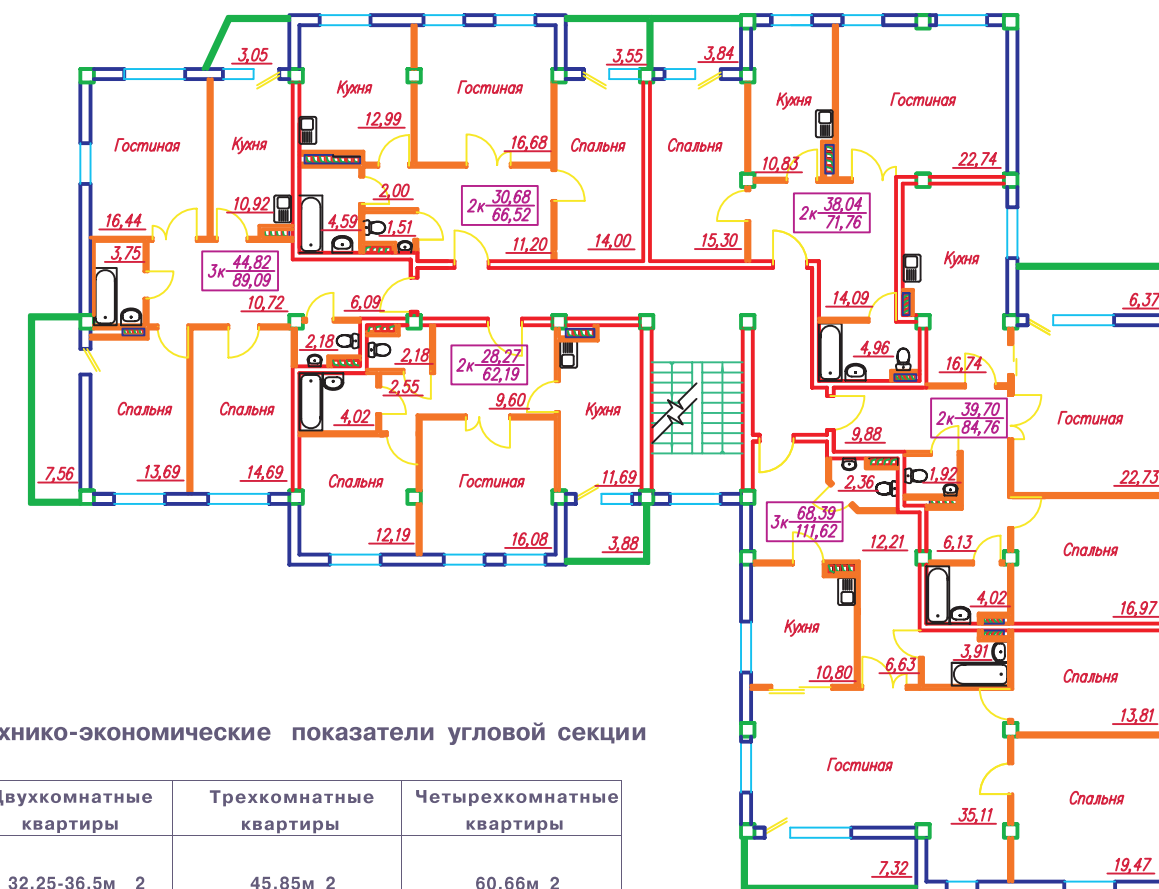 3,05
3,55
3,84
Кухня
Гостиная
Кухня
Гостиная
12,99
16,68
Гостиная
Кухня
Спальня
Спальня
10,83
22,74
2,00
30,68
2к
66,52
38,04
2к
71,76
16,44
10,92
4,59
1,51
11,20
14,00
15,30
3,75
44,82
3к
89,09
Кухня
10,72
6,09
14,09
6,37
2,18
2,18
28,27
2к
62,19
4,96
16,74
2,55
9,60
4,02
Спальня
Спальня
Кухня
39,70
2к
84,76
Гостиная
9,88
7,56
13,69
14,69
Спальня
Гостиная
11,69
2,36
1,92
22,73
68,39
3к
111,62
12,19
16,08
3,88
12,21
6,13
Спальня
4,02
16,97
Кухня
10,80
6,63
3,91
Спальня
13,81
хнико-экономические показатели угловой секции
Гостиная
Двухкомнатные
квартиры
Трехкомнатные
квартиры
Четырехкомнатные
квартиры
Спальня
35,11
32.25-36.5м 2
45.85м 2
60.66м 2
7,32
19,47